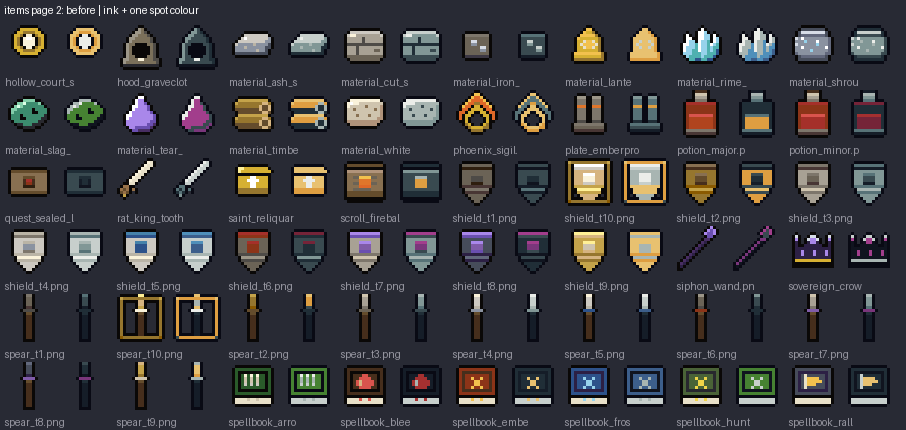 items page 2: before | ink + one spot colour
hollow_court_s hood_graveclot material_ash_s material_cut_s material_iron_ material_lante material_rime_ material_shrou
material_slag_ material_tear_ material_timbe material_white phoenix_sigil. plate_emberpro potion_major.p potion_minor.p
quest_sealed_l rat_king_tooth saint_reliquar scroll_firebal shield_t1.png shield_t10.png shield_t2.png shield_t3.png
shield_t4.png shield_t5.png shield_t6.png shield_t7.png shield_t8.png shield_t9.png siphon_wand.pn sovereign_crow
spear_t1.png spear_t10.png spear_t2.png spear_t3.png spear_t4.png spear_t5.png spear_t6.png spear_t7.png
spear_t8.png spear_t9.png spellbook_arro spellbook_blee spellbook_embe spellbook_fros spellbook_hunt spellbook_rall